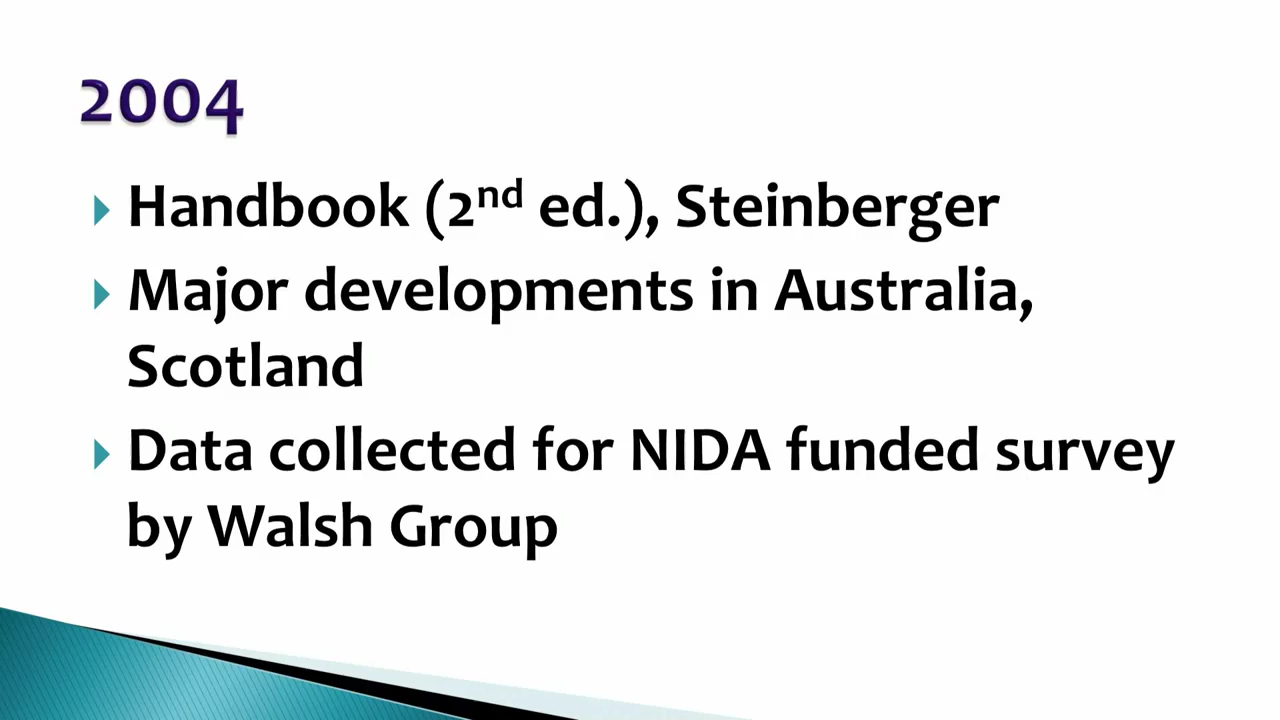 2004
Handbook (2nd ed.), Steinberger
Major developments in Australia,
Scotland
Data collected for NIDA funded survey
by Walsh Group